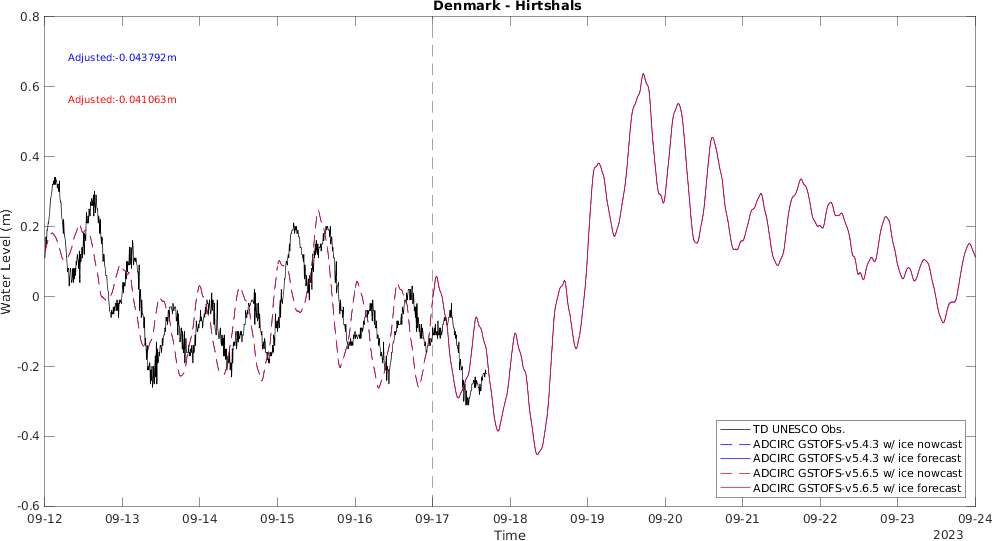 Denmark - Hirtshals
0.8
0.6
0.4
0.2
0
-0.2
-0.4
-0.6
Water Level (m)
Adjusted:-0.043792m
Adjusted:-0.041063m
TD UNESCO Obs.
ADCIRC GSTOFS-v5.4.3 w/ ice nowcast
ADCIRC GSTOFS-v5.4.3 w/ ice forecast
ADCIRC GSTOFS-v5.6.5 w/ ice nowcast
ADCIRC GSTOFS-v5.6.5 w/ ice forecast
09-12 09-13 09-14 09-15 09-16 09-17 09-18 09-19 09-20 09-21 09-22 09-23 09-24
Time
2023